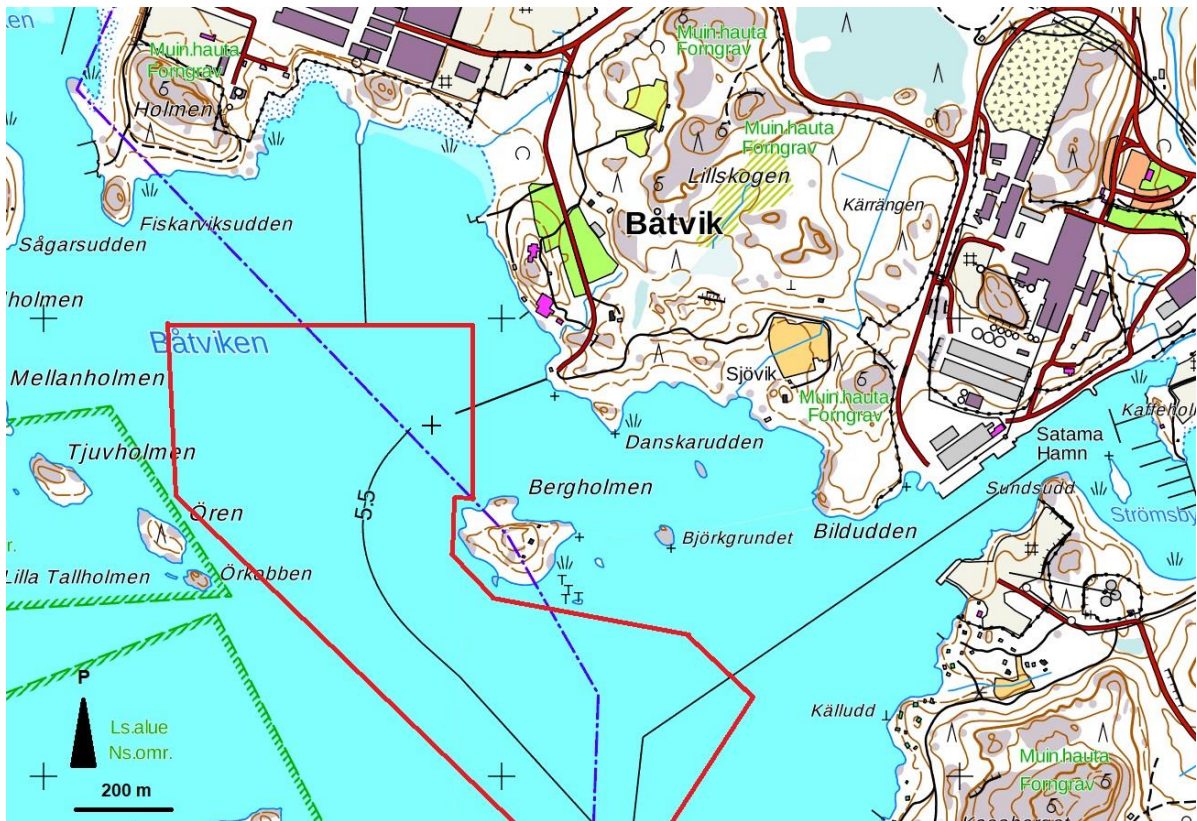 ken
Muin.hauta
Forngrav
Holmen
Muin.hauta
Forngrav
Muin.hauta
Forngrav
Lillskogen
Båtvik
Kärrängen
Fiskarviksudden
Sågarsudden
holmen
Båtviken
Mellanholmen
Sjövik
Muin.hauta
Forngrav
Danskarudden
Satama
Hamn
Tjuvholmen
Bergholmen
Sundsudd
Ören
5.5
Björkgrundet
Bildudden
Strömsby
r.
Lilla Tallholmen
Örkobben
P
Ls.alue
Ns.omr.
Källudd
200 m
Muin.hauta
Forngrav